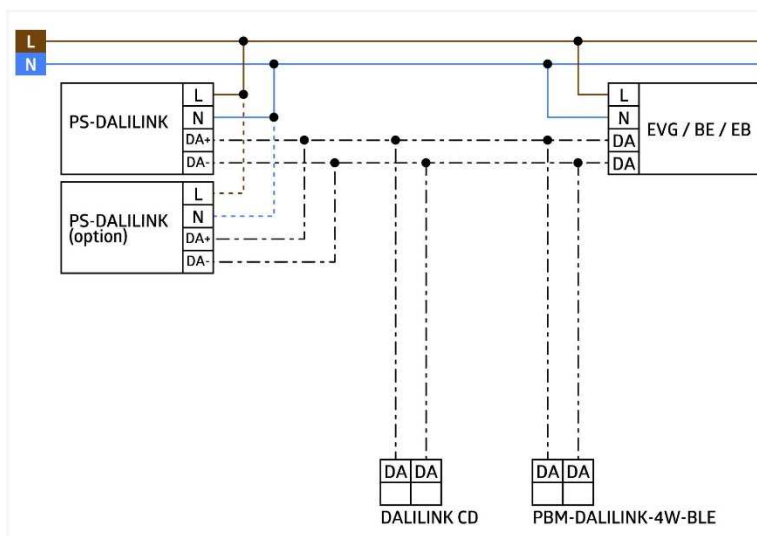 L
N
PS-DALILINK
L
N
DA+
DA-
PS-DALILINK
(option)
L
N
DA+
DA-
L
N
DA
DA
EVG / BE / EB
DA DA
DALILINK CD
DA DA
PBM-DALILINK-4W-BLE